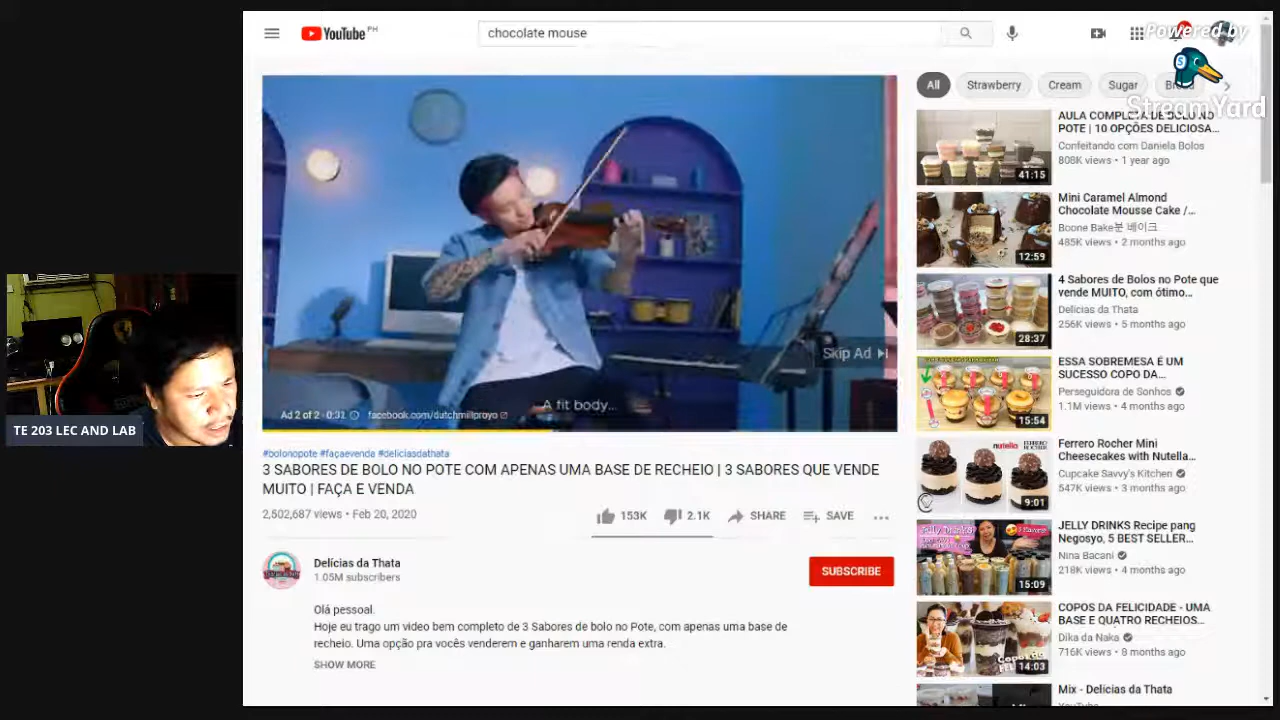 YouTube PH
chocolate mouse
Powered by
StreamYard
All
Strawberry
Cream
Sugar
Skip Ad
A fit body...
Ad 2 of 2 · 0:31
facebook.com/dutchmillproyo
TE 203 LEC AND LAB
#bolonopote #façaevenda #deliciasdathata
3 SABORES DE BOLO NO POTE COM APENAS UMA BASE DE RECHEIO | 3 SABORES QUE VENDE
MUITO | FAÇA E VENDA
2,502,687 views • Feb 20, 2020
153K
2.1K
SHARE
SAVE
Delícias da Thata
1.05M subscribers
SUBSCRIBE
Olá pessoal.
Hoje eu trago um video bem completo de 3 Sabores de bolo no Pote, com apenas uma base de
recheio. Uma opção pra vocês venderem e ganharem uma renda extra.
SHOW MORE
AULA COMPLETA DE BOLO NO
POTE | 10 OPÇÕES DELICIOSA...
Confeitando com Daniela Bolos
808K views • 1 year ago
41:15
Mini Caramel Almond
Chocolate Mousse Cake /...
Boone Bake분 베이크
485K views • 2 months ago
12:59
4 Sabores de Bolos no Pote que
vende MUITO, com ótimo...
Delícias da Thata
256K views • 5 months ago
28:37
ESSA SOBREMESA É UM
SUCESSO COPO DA...
Perseguidora de Sonhos
1.1M views • 4 months ago
15:54
Ferrero Rocher Mini
Cheesecakes with Nutella...
Cupcake Savvy's Kitchen
547K views • 3 months ago
nutella
9:01
JELLY DRINKS Recipe pang
Negosyo, 5 BEST SELLER...
Nina Bacani
218K views • 4 months ago
Jelly Drinks
15:09
COPOS DA FELICIDADE - UMA
BASE E QUATRO RECHEIOS...
Dika da Naka
716K views • 8 months ago
14:03
Mix - Delícias da Thata